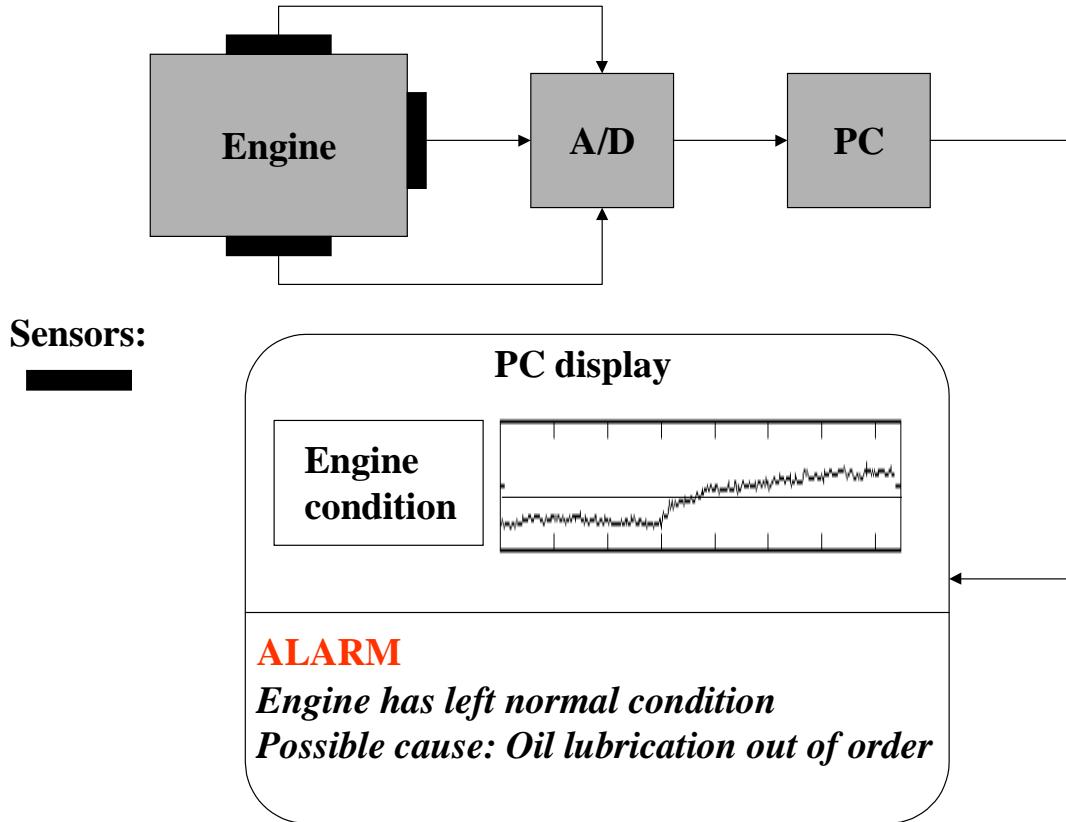 Engine
A/D
PC
Sensors:
PC display
Engine
condition
ALARM
Engine has left normal condition
Possible cause: Oil lubrication out of order